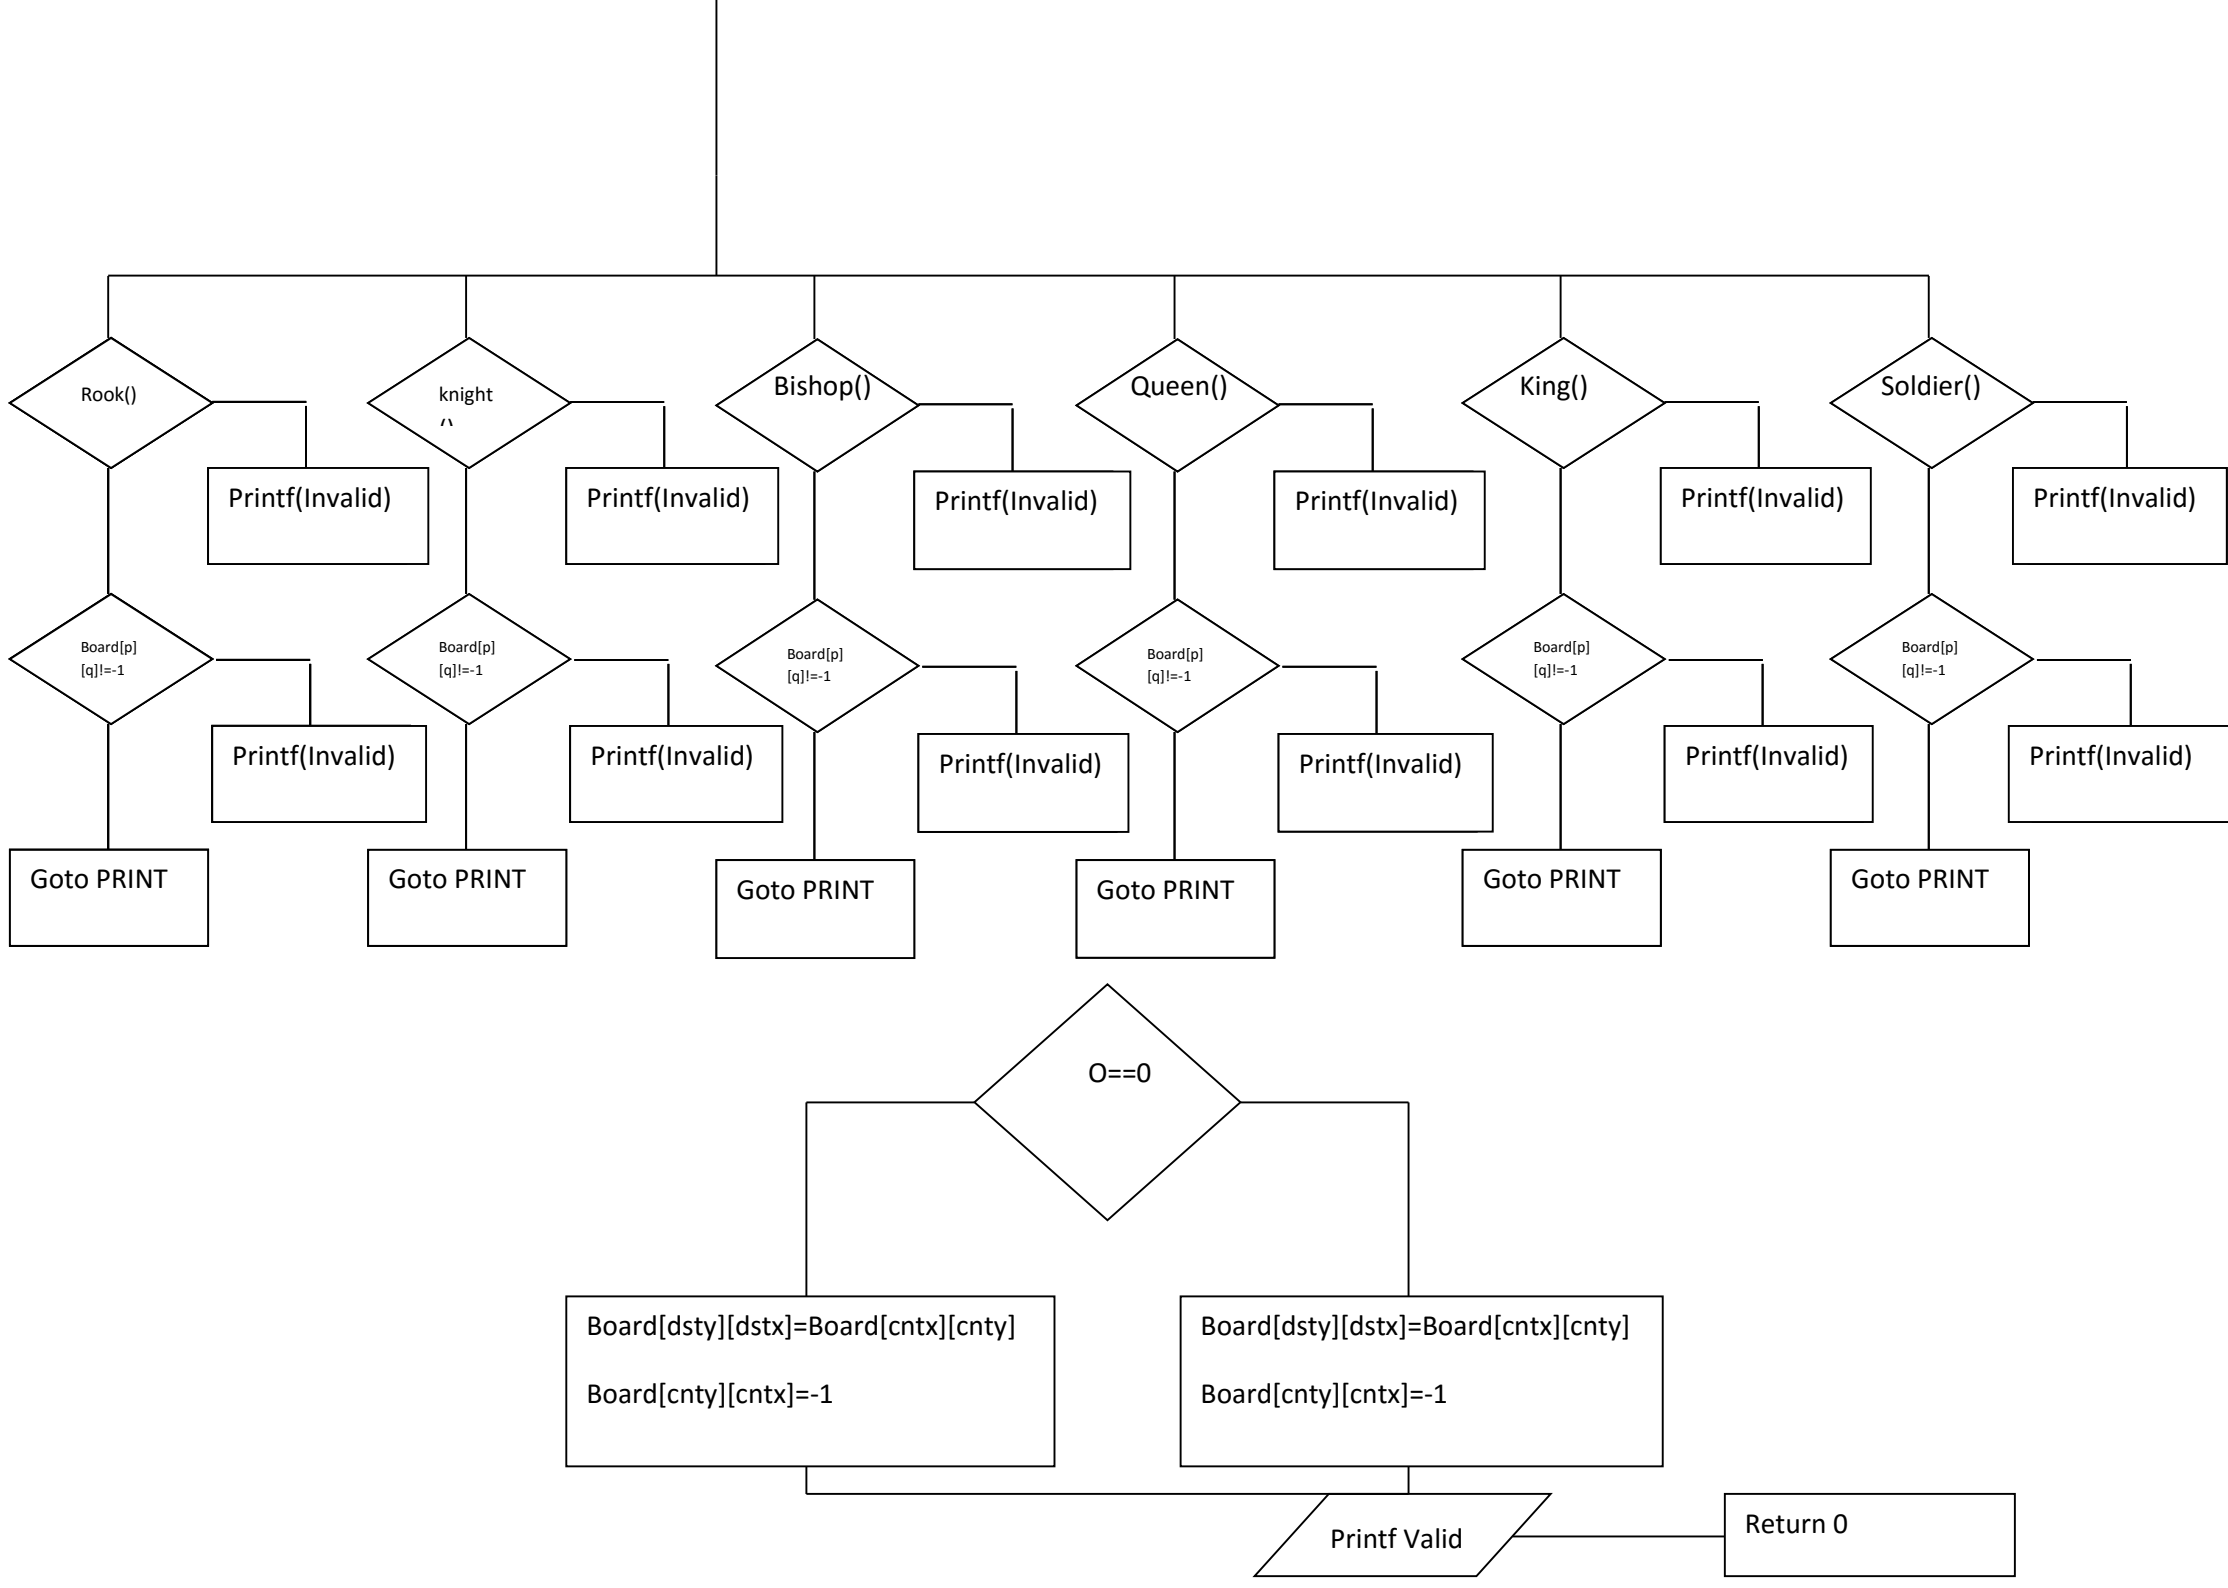 Rook()
knight
()
Bishop()
Queen()
King()
Soldier()
Printf(Invalid)
Printf(Invalid)
Printf(Invalid)
Printf(Invalid)
Printf(Invalid)
Printf(Invalid)
Board[p]
[q]!=-1
Board[p]
[q]!=-1
Board[p]
[q]!=-1
Board[p]
[q]!=-1
Board[p]
[q]!=-1
Board[p]
[q]!=-1
Printf(Invalid)
Printf(Invalid)
Printf(Invalid)
Printf(Invalid)
Printf(Invalid)
Printf(Invalid)
Goto PRINT
Goto PRINT
Goto PRINT
Goto PRINT
Goto PRINT
Goto PRINT
O==0
Board[dsty][dstx]=Board[cntx][cnty]
Board[cnty][cntx]=-1
Board[dsty][dstx]=Board[cntx][cnty]
Board[cnty][cntx]=-1
Printf Valid
Return 0